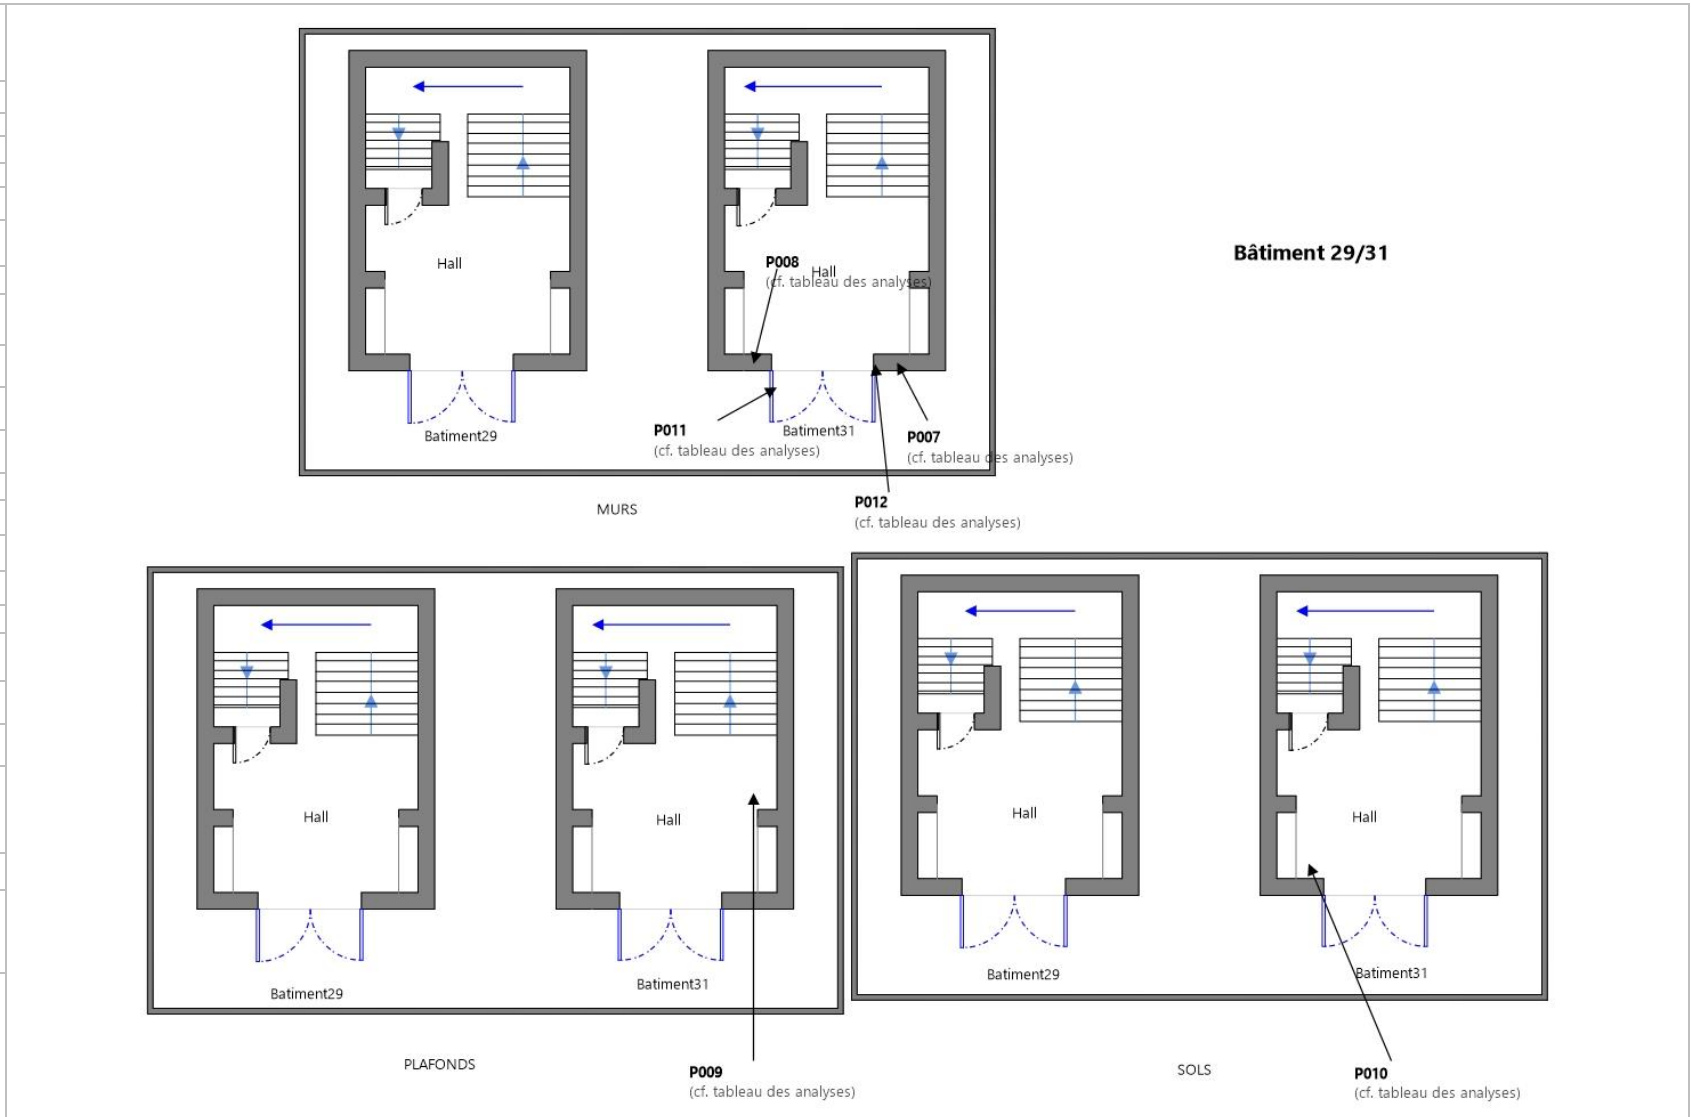 Bâtiment 29/31
Hall
P008
Hall
(cf. tableau des analyses)
Batiment29
P011
(cf. tableau des analyses)
Batiment31
P007
(cf. tableau des analyses)
MURS
P012
(cf. tableau des analyses)
Hall
Hall
Batiment29
Batiment31
PLAFONDS
P009
(cf. tableau des analyses)
Hall
Hall
Batiment29
Batiment31
SOLS
P010
(cf. tableau des analyses)